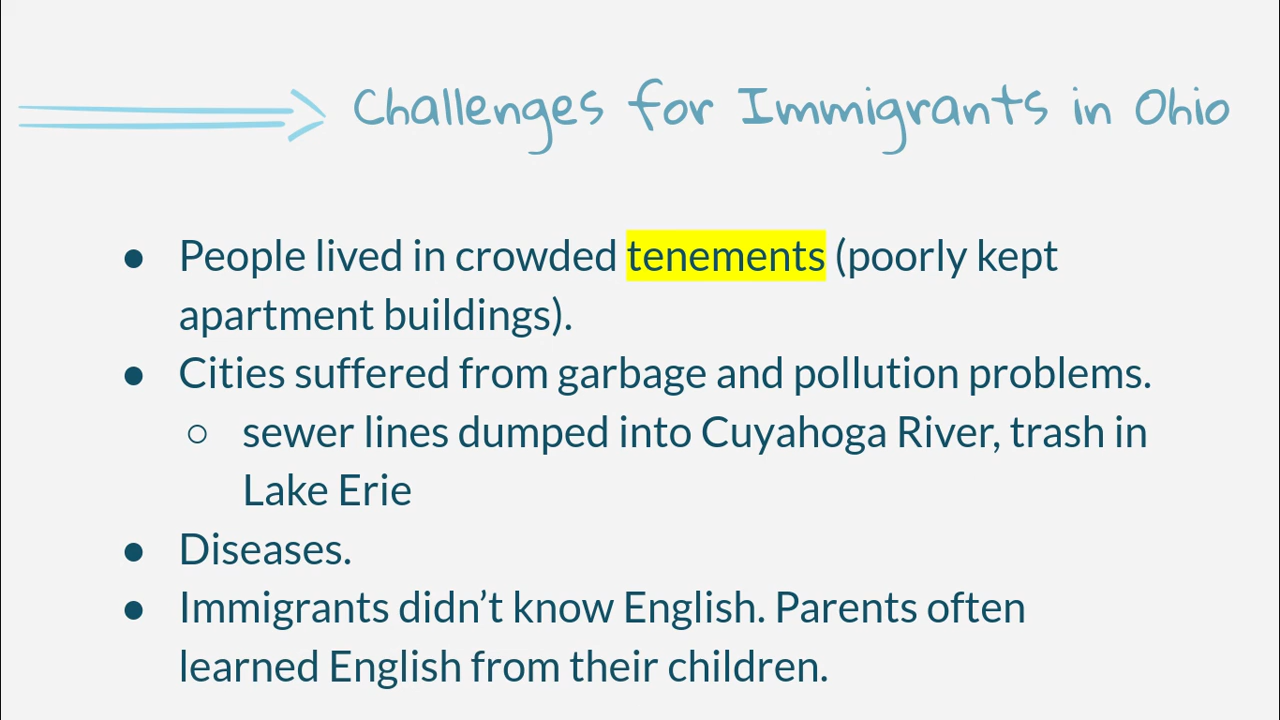 Challenges for Immigrants in Ohio
● People lived in crowded tenements (poorly kept
apartment buildings).
● Cities suffered from garbage and pollution problems.
○ sewer lines dumped into Cuyahoga River, trash in
Lake Erie
● Diseases.
● Immigrants didn’t know English. Parents often
learned English from their children.